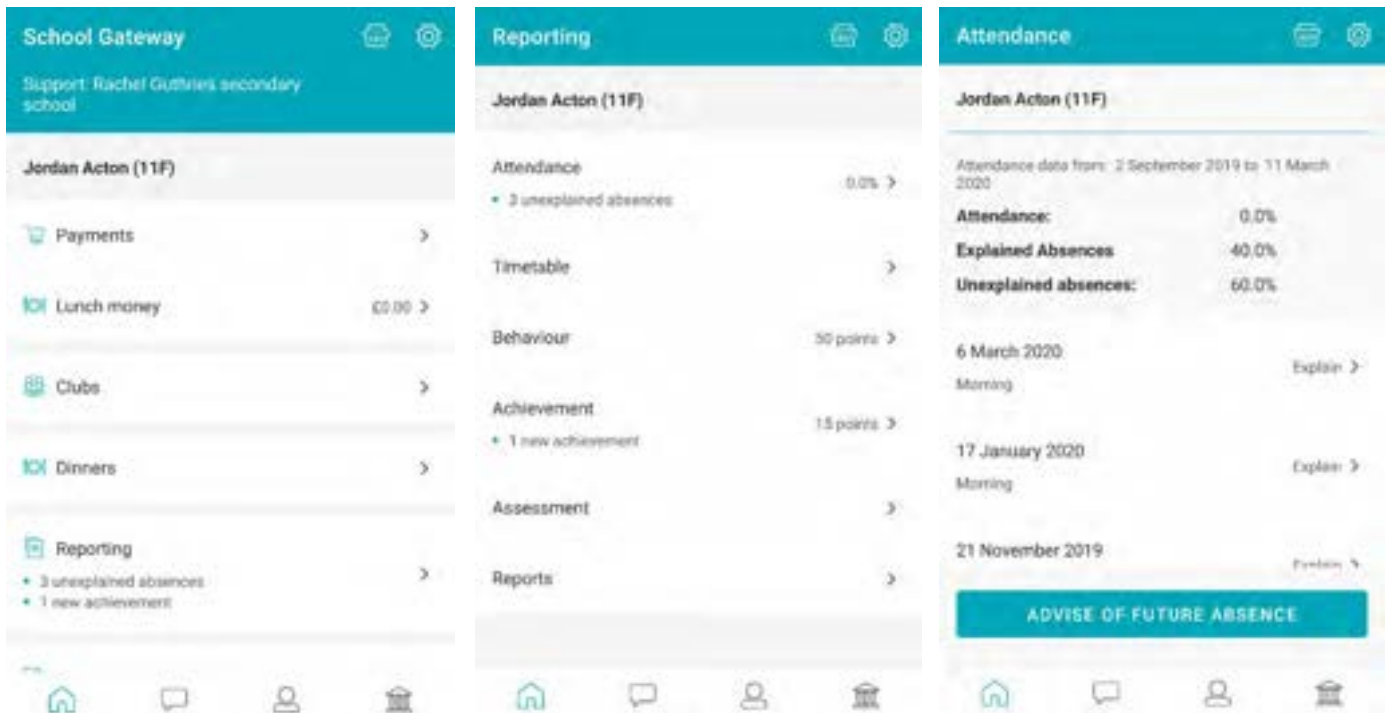 School Gateway
Support: Rachel Guthries secondary
school
Jordan Acton (11F)
Payments
Lunch money £0.00
Clubs
Dinners
Reporting
3 unexplained absences
1 new achievement
Reporting
Jordan Acton (11F)
Attendance
0.0%
3 unexplained absences
Timetable
Behaviour 50 points
Achievement
15 points
1 new achievement
Assessment
Reports
Attendance
Jordan Acton (11F)
Attendance data from: 2 September 2019 to 11 March
2020
Attendance: 0.0%
Explained Absences 40.0%
Unexplained absences: 60.0%
6 March 2020
Explain
Morning
17 January 2020
Explain
Morning
21 November 2019
Explain
ADVISE OF FUTURE ABSENCE